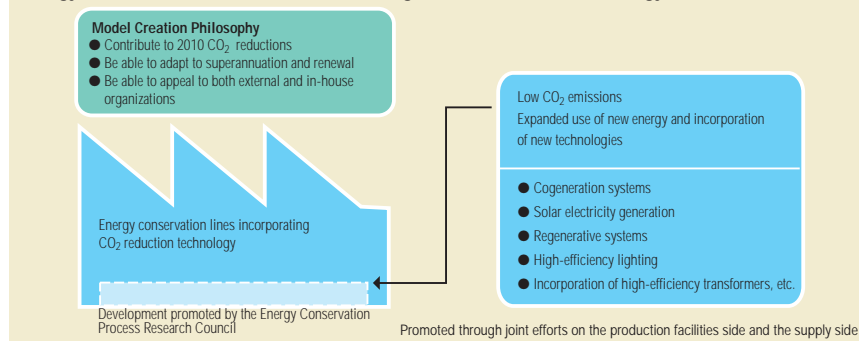 Model Creation Philosophy
● Contribute to 2010 CO₂ reductions
● Be able to adapt to superannuation and renewal
● Be able to appeal to both external and in-house
organizations
Low CO₂ emissions
Expanded use of new energy and incorporation
of new technologies
● Cogeneration systems
● Solar electricity generation
● Regenerative systems
● High-efficiency lighting
● Incorporation of high-efficiency transformers, etc.
Energy conservation lines incorporating
CO₂ reduction technology
Development promoted by the Energy Conservation
Process Research Council
Promoted through joint efforts on the production facilities side and the supply side